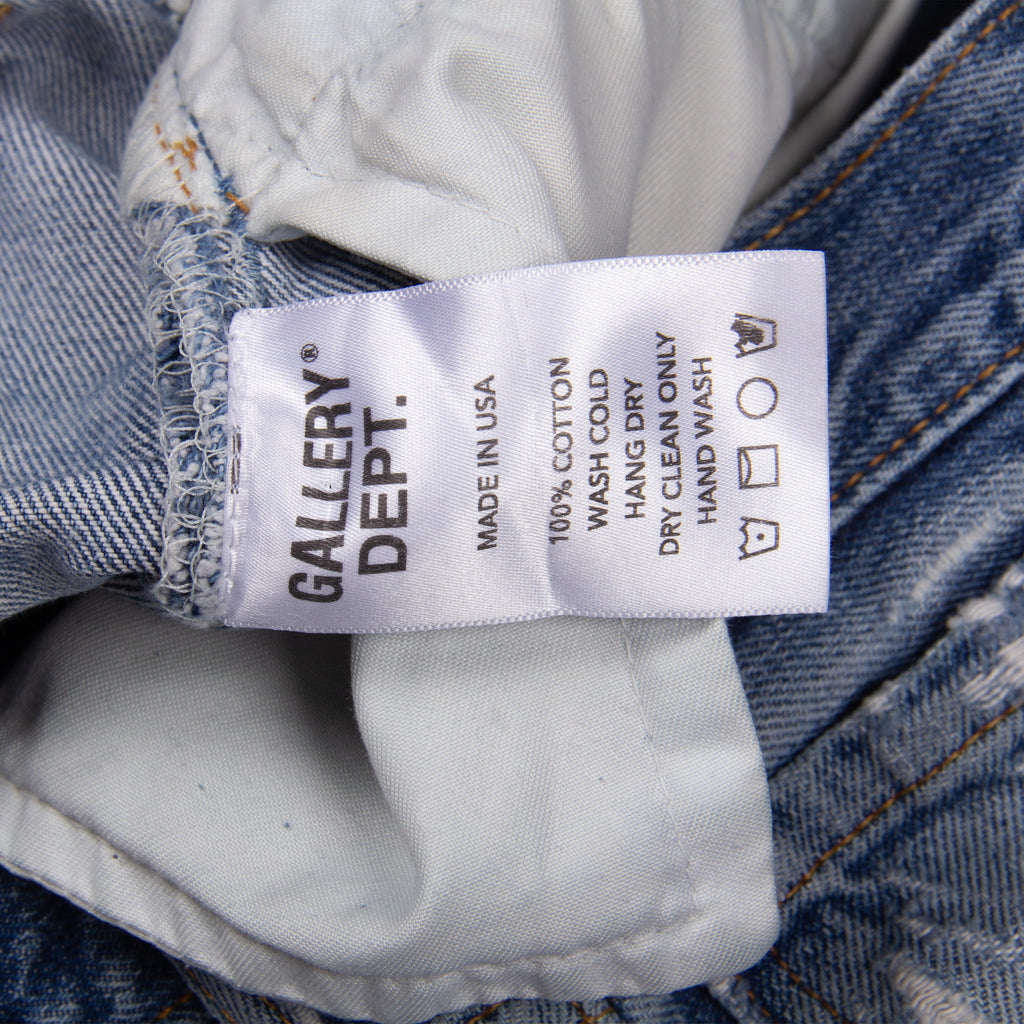 GALLERY®
DEPT.
MADE IN USA
100% COTTON
WASH COLD
HANG DRY
DRY CLEAN ONLY
HAND WASH